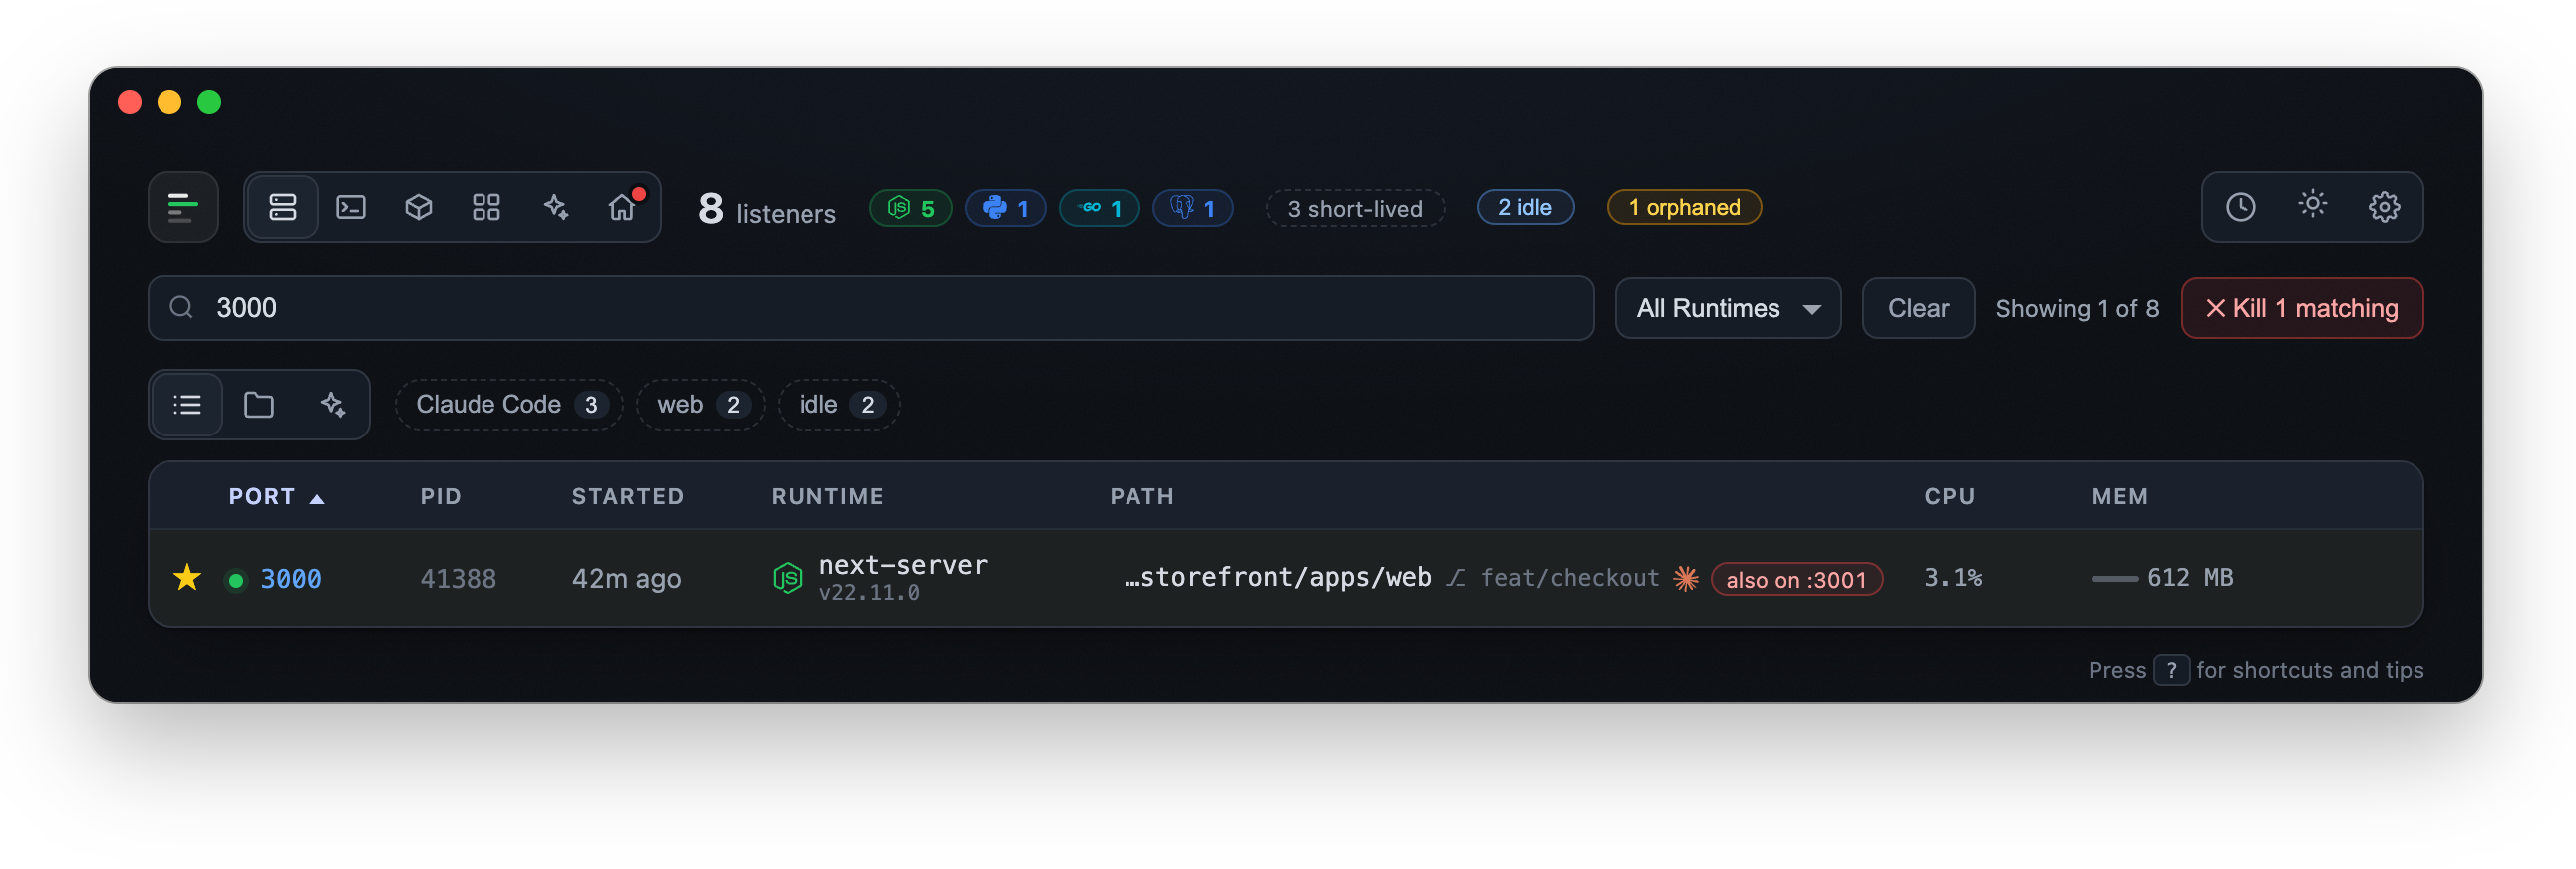 8 listeners 5 1 GO 1 1 3 short-lived 2 idle 1 orphaned
3000 All Runtimes Clear Showing 1 of 8 Kill 1 matching
Claude Code 3 web 2 idle 2
PORT PID STARTED RUNTIME PATH CPU MEM
3000 41388 42m ago JS next-server …storefront/apps/web feat/checkout also on :3001 3.1% 612 MB
v22.11.0
Press ? for shortcuts and tips